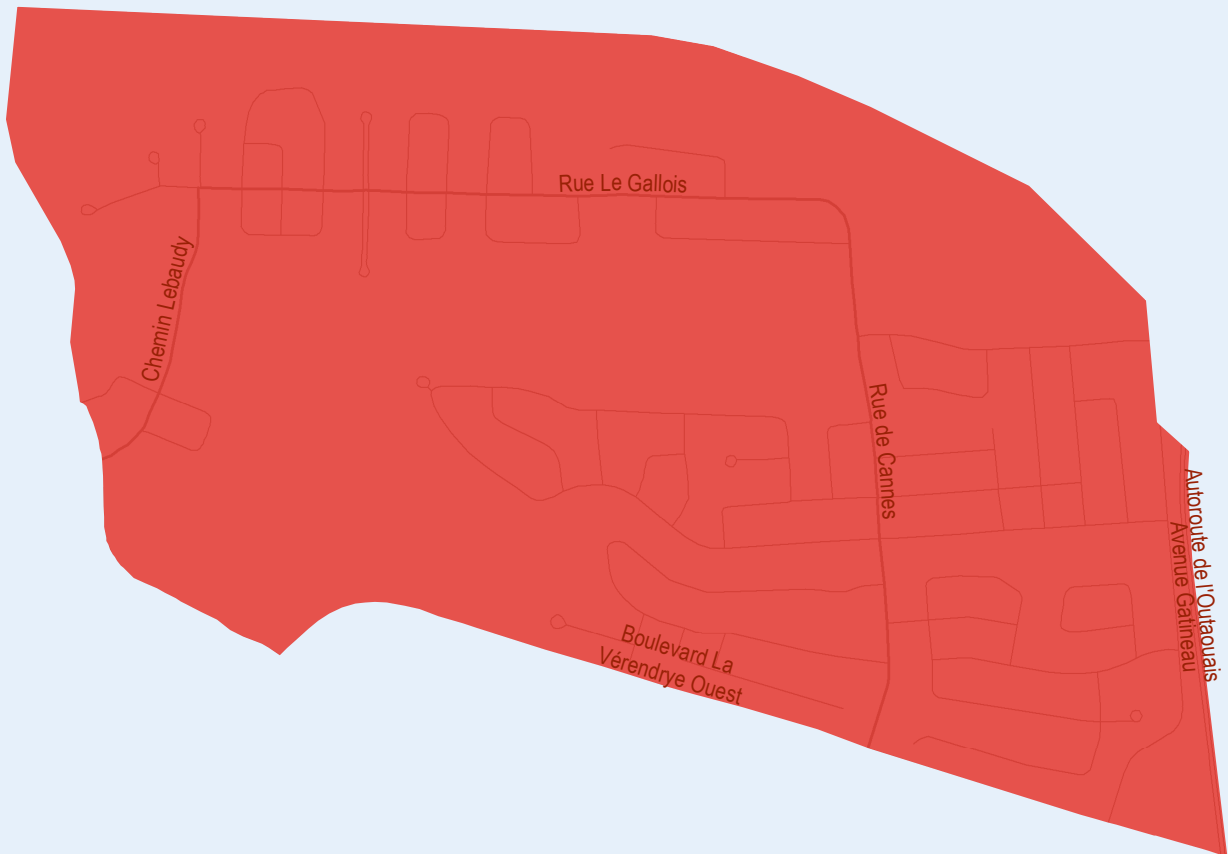 Rue Le Gallois
Chemin Lebaudy
Rue de Cannes
Autoroute de l'Outaouais
Avenue Gatineau
Boulevard La
Vérendrye Ouest